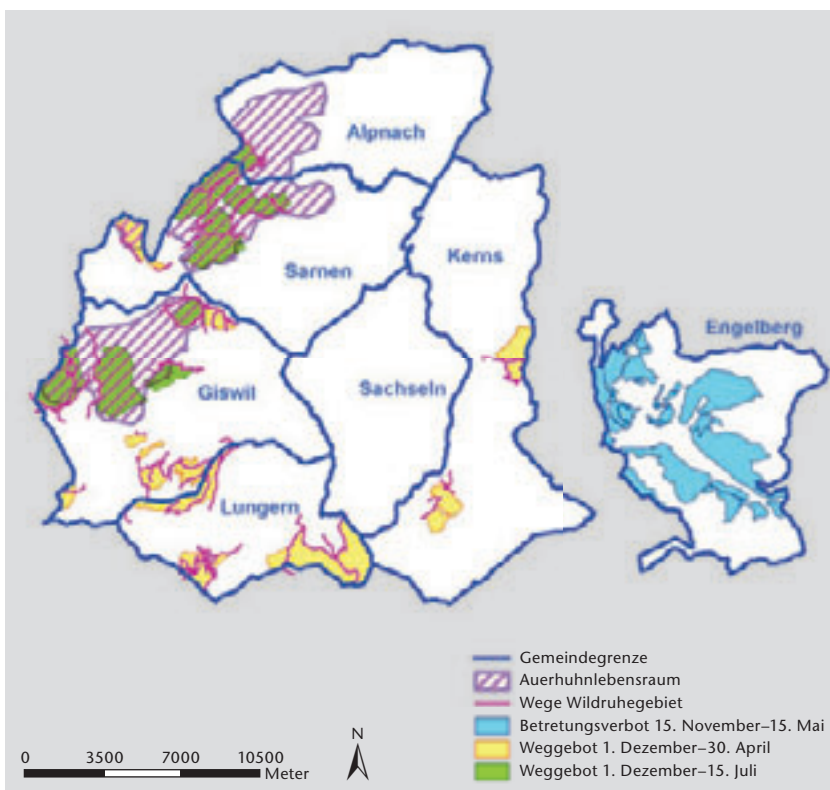 Alpnach
Kerns
Sarnen
Engelberg
Giswil
Sachseln
Lungern
Gemeindegrenze
Auerhuhnlebensraum
Wege Wildruhegebiet
Betretungsverbot 15. November–15. Mai
Weggebot 1. Dezember–30. April
Weggebot 1. Dezember–15. Juli
N
0 3500 7000 10500
Meter